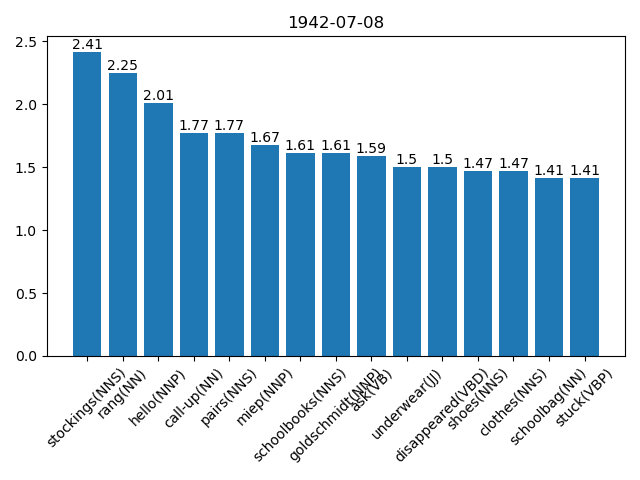 1942-07-08
2.5
2.0
1.5
1.0
0.5
0.0
2.41
2.25
2.01
1.77
1.77
1.67
1.61
1.61
1.59
1.5
1.5
1.47
1.47
1.41
1.41
stockings(NNS)
rang(NN)
hello(NNP)
call-up(NN)
pairs(NNS)
miep(NNP)
schoolbooks(NNS)
goldschmidt(NNP)
ask(VB)
underwear(JJ)
disappeared(VBD)
shoes(NNS)
clothes(NNS)
schoolbag(NN)
stuck(VBP)